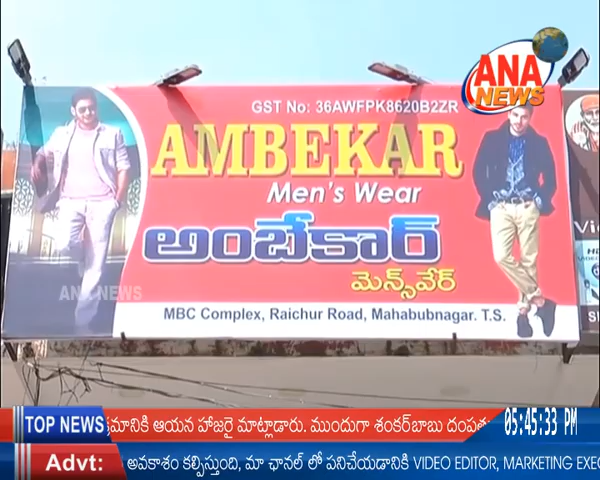 ANA
NEWS
GST No: 36AWFPK8620B2ZR
AMBEKAR
Men's Wear
అంబేకార్
మెన్స్‌వేర్
ANA NEWS
MBC Complex, Raichur Road, Mahabubnagar. T.S.
TOP NEWS
మానికి ఆయన హాజరై మాట్లాడారు. ముందుగా శంకర్‌బాబు దంపతు
05:45:33 PM
Advt:
అవకాశం కల్పిస్తుంది, మా ఛానల్ లో పనిచేయడానికి VIDEO EDITOR, MARKETING EXEC